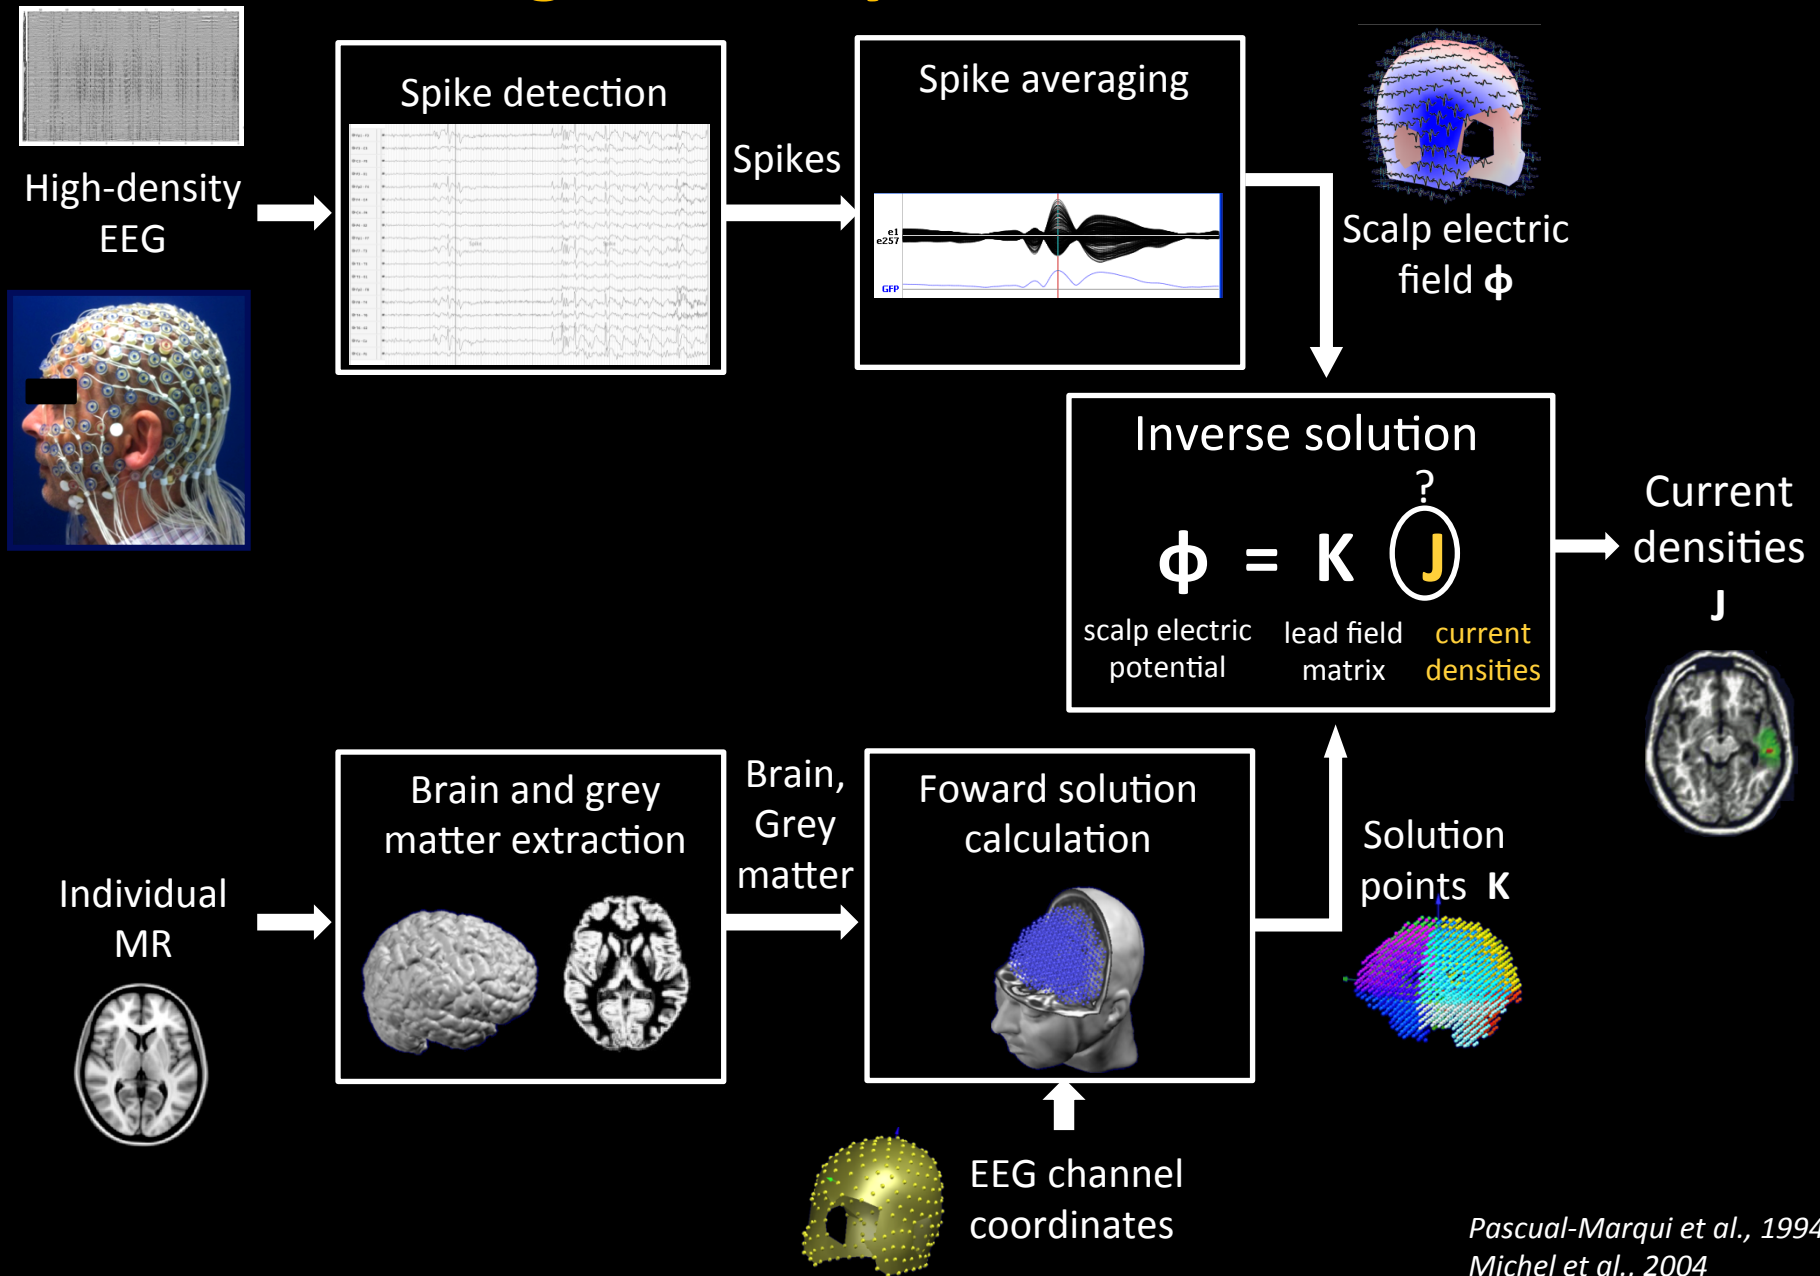 High-density
EEG
Spike detection
Spikes
Spike averaging
e1
e257
GFP
Scalp electric
field ϕ
Inverse solution
?
ϕ = K J
scalp electric
potential
lead field
matrix
current
densities
Current
densities
J
Individual
MR
Brain and grey
matter extraction
Brain,
Grey
matter
Foward solution
calculation
Solution
points K
EEG channel
coordinates
Pascual-Marqui et al., 1994
Michel et al., 2004